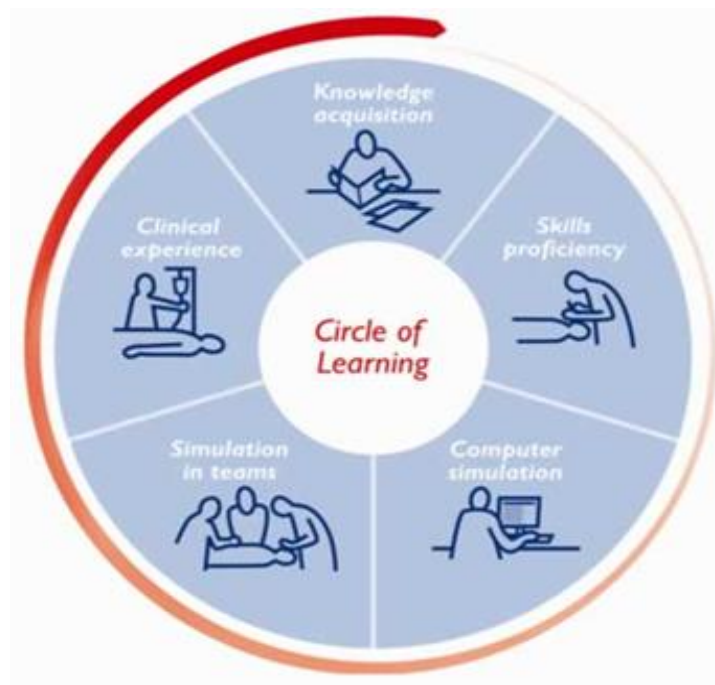 Knowledge
acquisition
Skills
proficiency
Computer
simulation
Simulation
in teams
Clinical
experience
Circle of
Learning